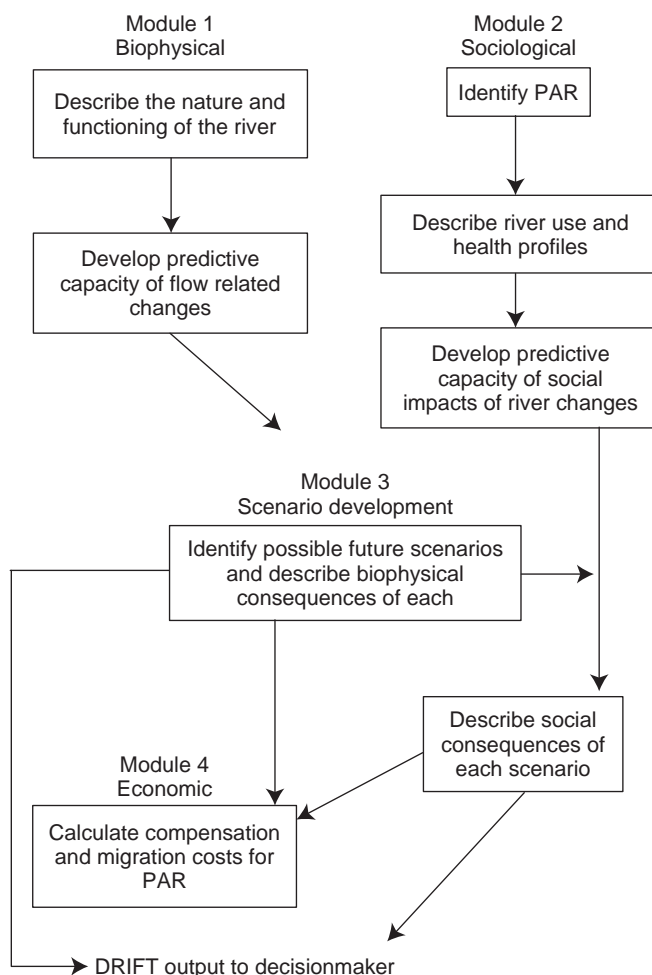 Module 1
Biophysical
Describe the nature and
functioning of the river
Develop predictive
capacity of flow related
changes
Module 2
Sociological
Identify PAR
Describe river use and
health profiles
Develop predictive
capacity of social
impacts of river changes
Module 3
Scenario development
Identify possible future scenarios
and describe biophysical
consequences of each
Describe social
consequences of
each scenario
Module 4
Economic
Calculate compensation
and migration costs for
PAR
DRIFT output to decisionmaker